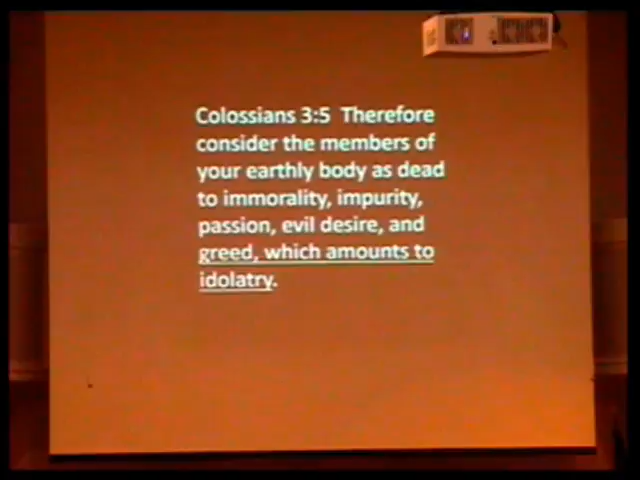 Colossians 3:5 Therefore
consider the members of
your earthly body as dead
to immorality, impurity,
passion, evil desire, and
greed, which amounts to
idolatry.